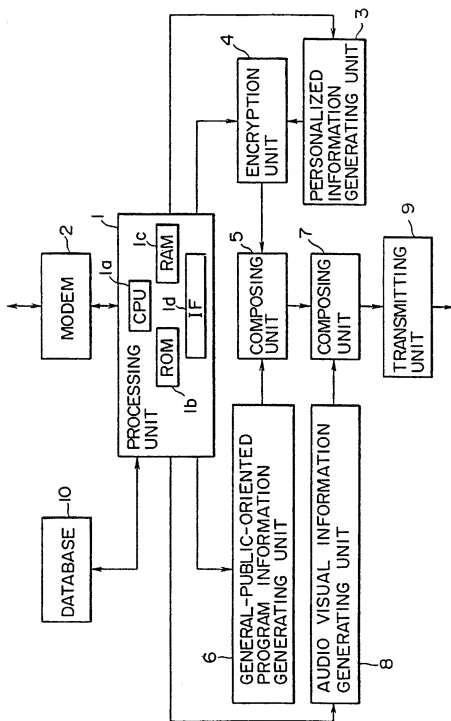 10
DATABASE
2
MODEM
1
PROCESSING
UNIT
1a
CPU
1c
RAM
ROM
1b
1d
IF
4
ENCRYPTION
UNIT
3
PERSONALIZED
INFORMATION
GENERATING UNIT
5
COMPOSING
UNIT
7
COMPOSING
UNIT
9
TRANSMITTING
UNIT
6
GENERAL-PUBLIC-ORIENTED
PROGRAM INFORMATION
GENERATING UNIT
8
AUDIO VISUAL INFORMATION
GENERATING UNIT